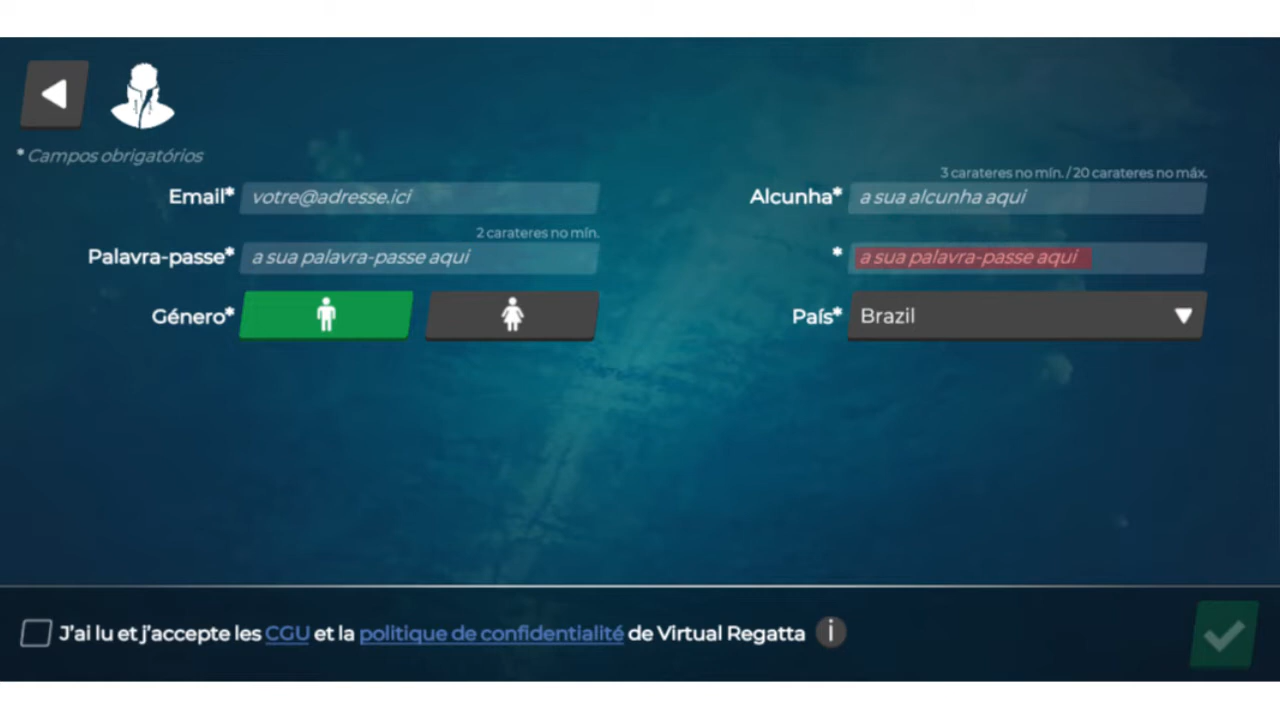 * Campos obrigatórios
3 carateres no mín. / 20 carateres no máx.
Email* votre@adresse.ici
Alcunha* a sua alcunha aqui
2 carateres no mín.
Palavra-passe* a sua palavra-passe aqui
* a sua palavra-passe aqui
Género*
País* Brazil
J'ai lu et j'accepte les CGU et la politique de confidentialité de Virtual Regatta i